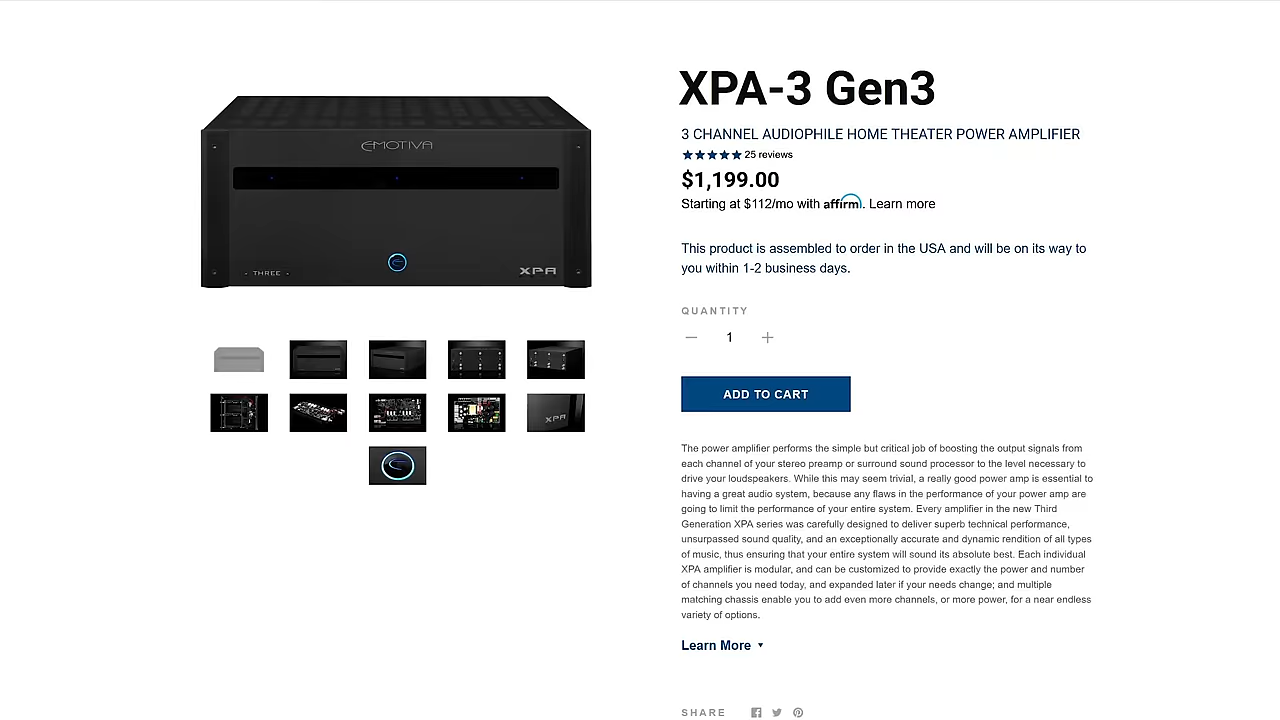 XPA-3 Gen3
3 CHANNEL AUDIOPHILE HOME THEATER POWER AMPLIFIER
25 reviews
$1,199.00
Starting at $112/mo with affirm. Learn more
This product is assembled to order in the USA and will be on its way to
you within 1-2 business days.
QUANTITY
1
ADD TO CART
The power amplifier performs the simple but critical job of boosting the output signals from
each channel of your stereo preamp or surround sound processor to the level necessary to
drive your loudspeakers. While this may seem trivial, a really good power amp is essential to
having a great audio system, because any flaws in the performance of your power amp are
going to limit the performance of your entire system. Every amplifier in the new Third
Generation XPA series was carefully designed to deliver superb technical performance,
unsurpassed sound quality, and an exceptionally accurate and dynamic rendition of all types
of music, thus ensuring that your entire system will sound its absolute best. Each individual
XPA amplifier is modular, and can be customized to provide exactly the power and number
of channels you need today, and expanded later if your needs change; and multiple
matching chassis enable you to add even more channels, or more power, for a near endless
variety of options.
Learn More
SHARE
EMOTIVA
- THREE -
XPA
XPA